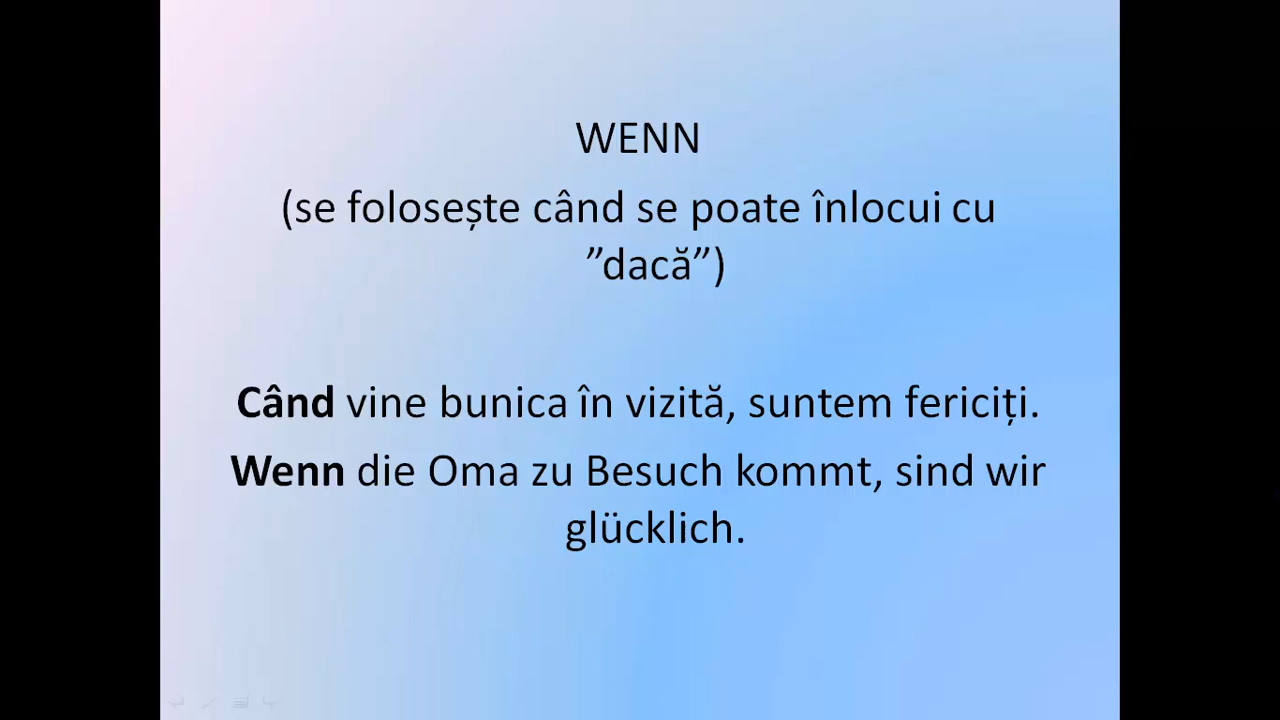 WENN
(se folosește când se poate înlocui cu
”dacă”)
Când vine bunica în vizită, suntem fericiți.
Wenn die Oma zu Besuch kommt, sind wir
glücklich.